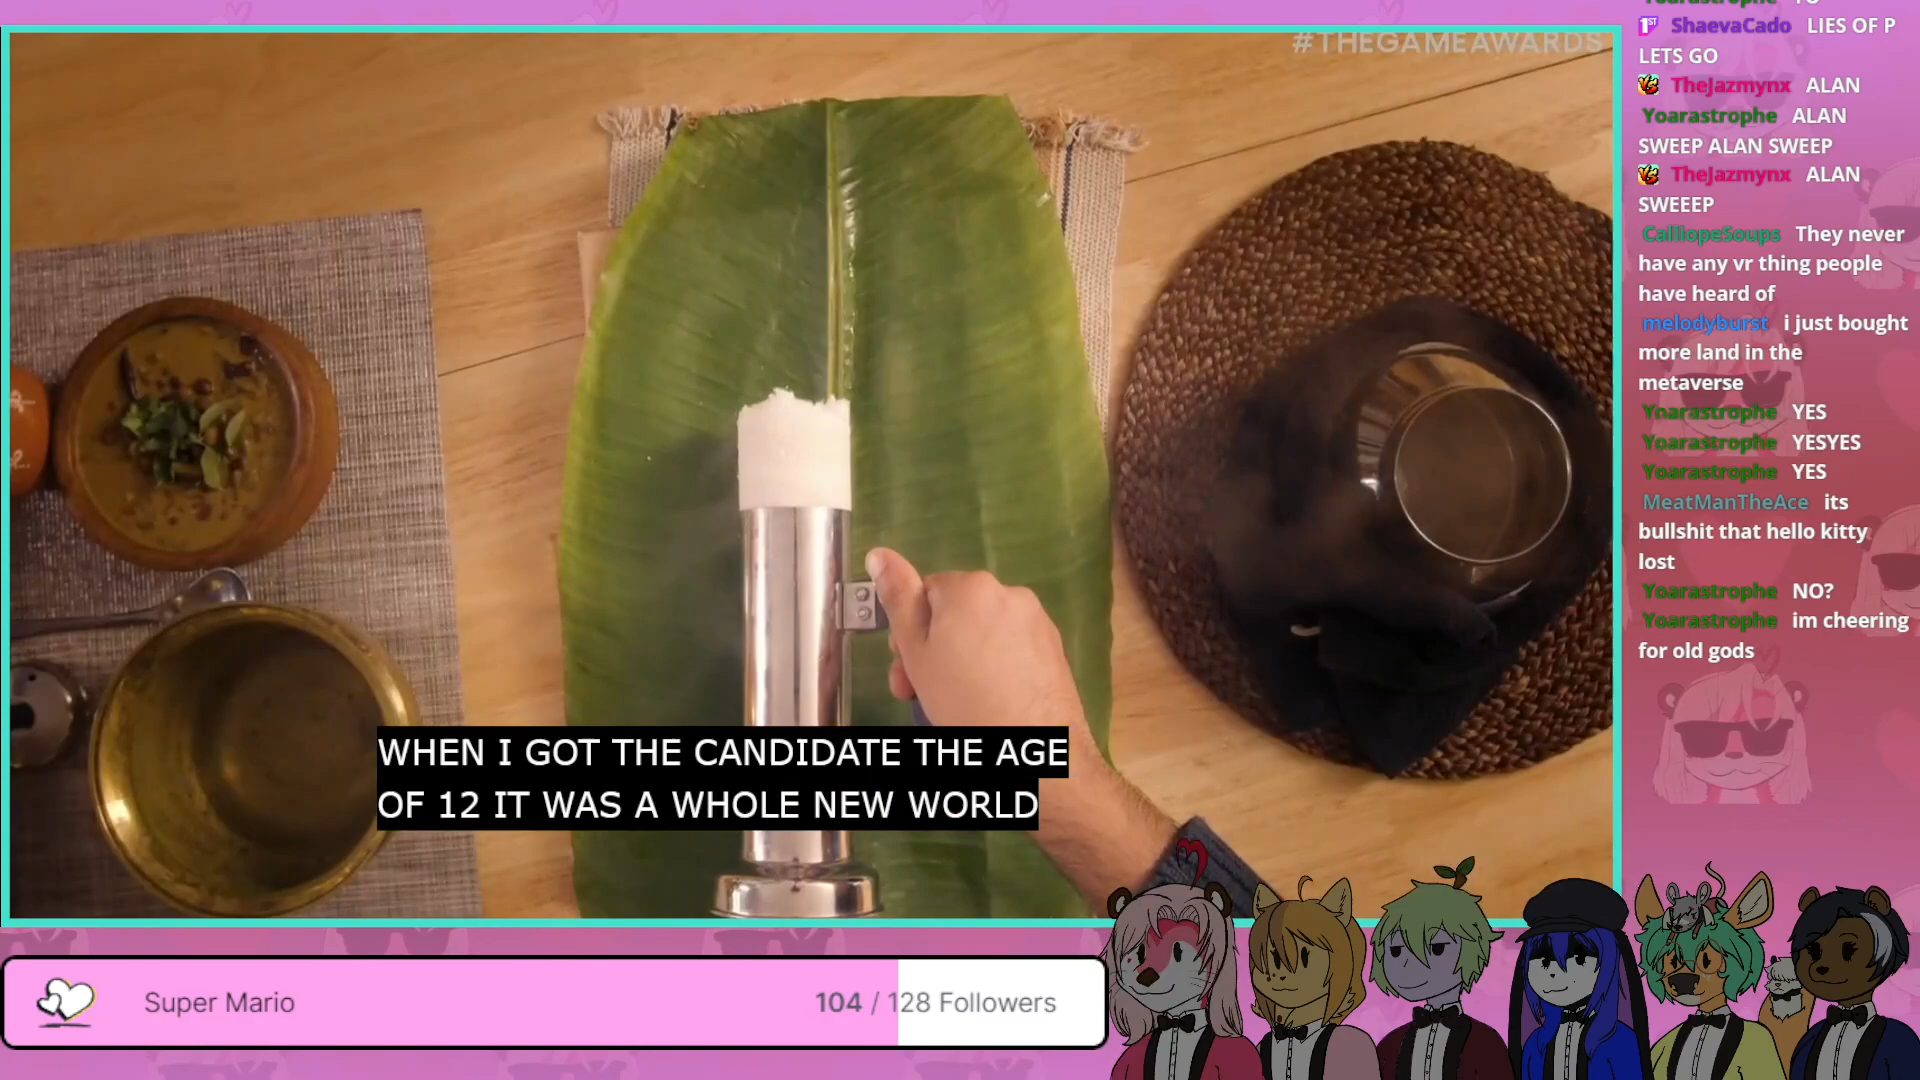 #THEGAMEAWARDS
WHEN I GOT THE CANDIDATE THE AGE
OF 12 IT WAS A WHOLE NEW WORLD
Super Mario
104 / 128 Followers
1ST ShaevaCado LIES OF P
LETS GO
TheJazmynx ALAN
Yoarastrophe ALAN
SWEEP ALAN SWEEP
TheJazmynx ALAN
SWEEEP
CalliopeSoups They never
have any vr thing people
have heard of
melodyburst i just bought
more land in the
metaverse
Yoarastrophe YES
Yoarastrophe YESYES
Yoarastrophe YES
MeatManTheAce its
bullshit that hello kitty
lost
Yoarastrophe NO?
Yoarastrophe im cheering
for old gods